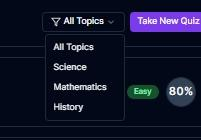 All Topics
Take New Quiz
All Topics
Science
Mathematics
History
Easy
80%